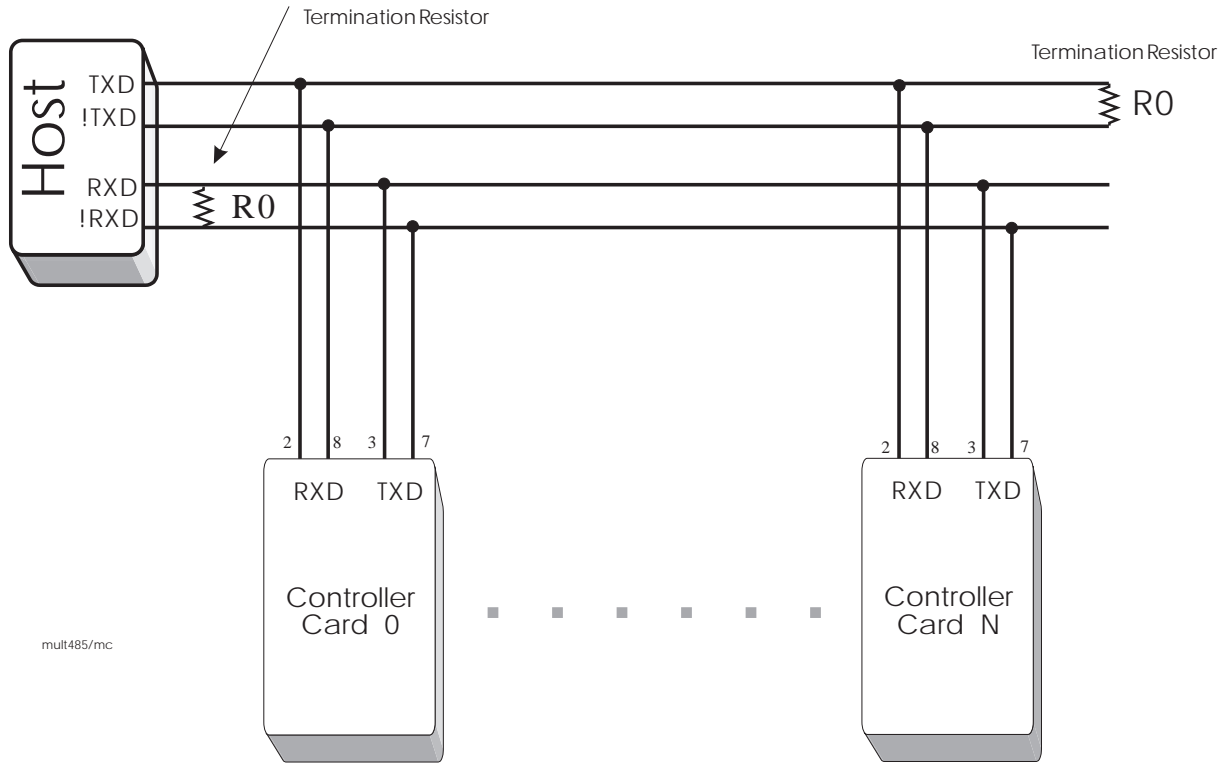 Termination Resistor
Termination Resistor
Host
TXD
!TXD
RXD
!RXD
R0
R0
2 8 3 7
2 8 3 7
RXD TXD
RXD TXD
Controller
Card 0
Controller
Card N
mult485/mc